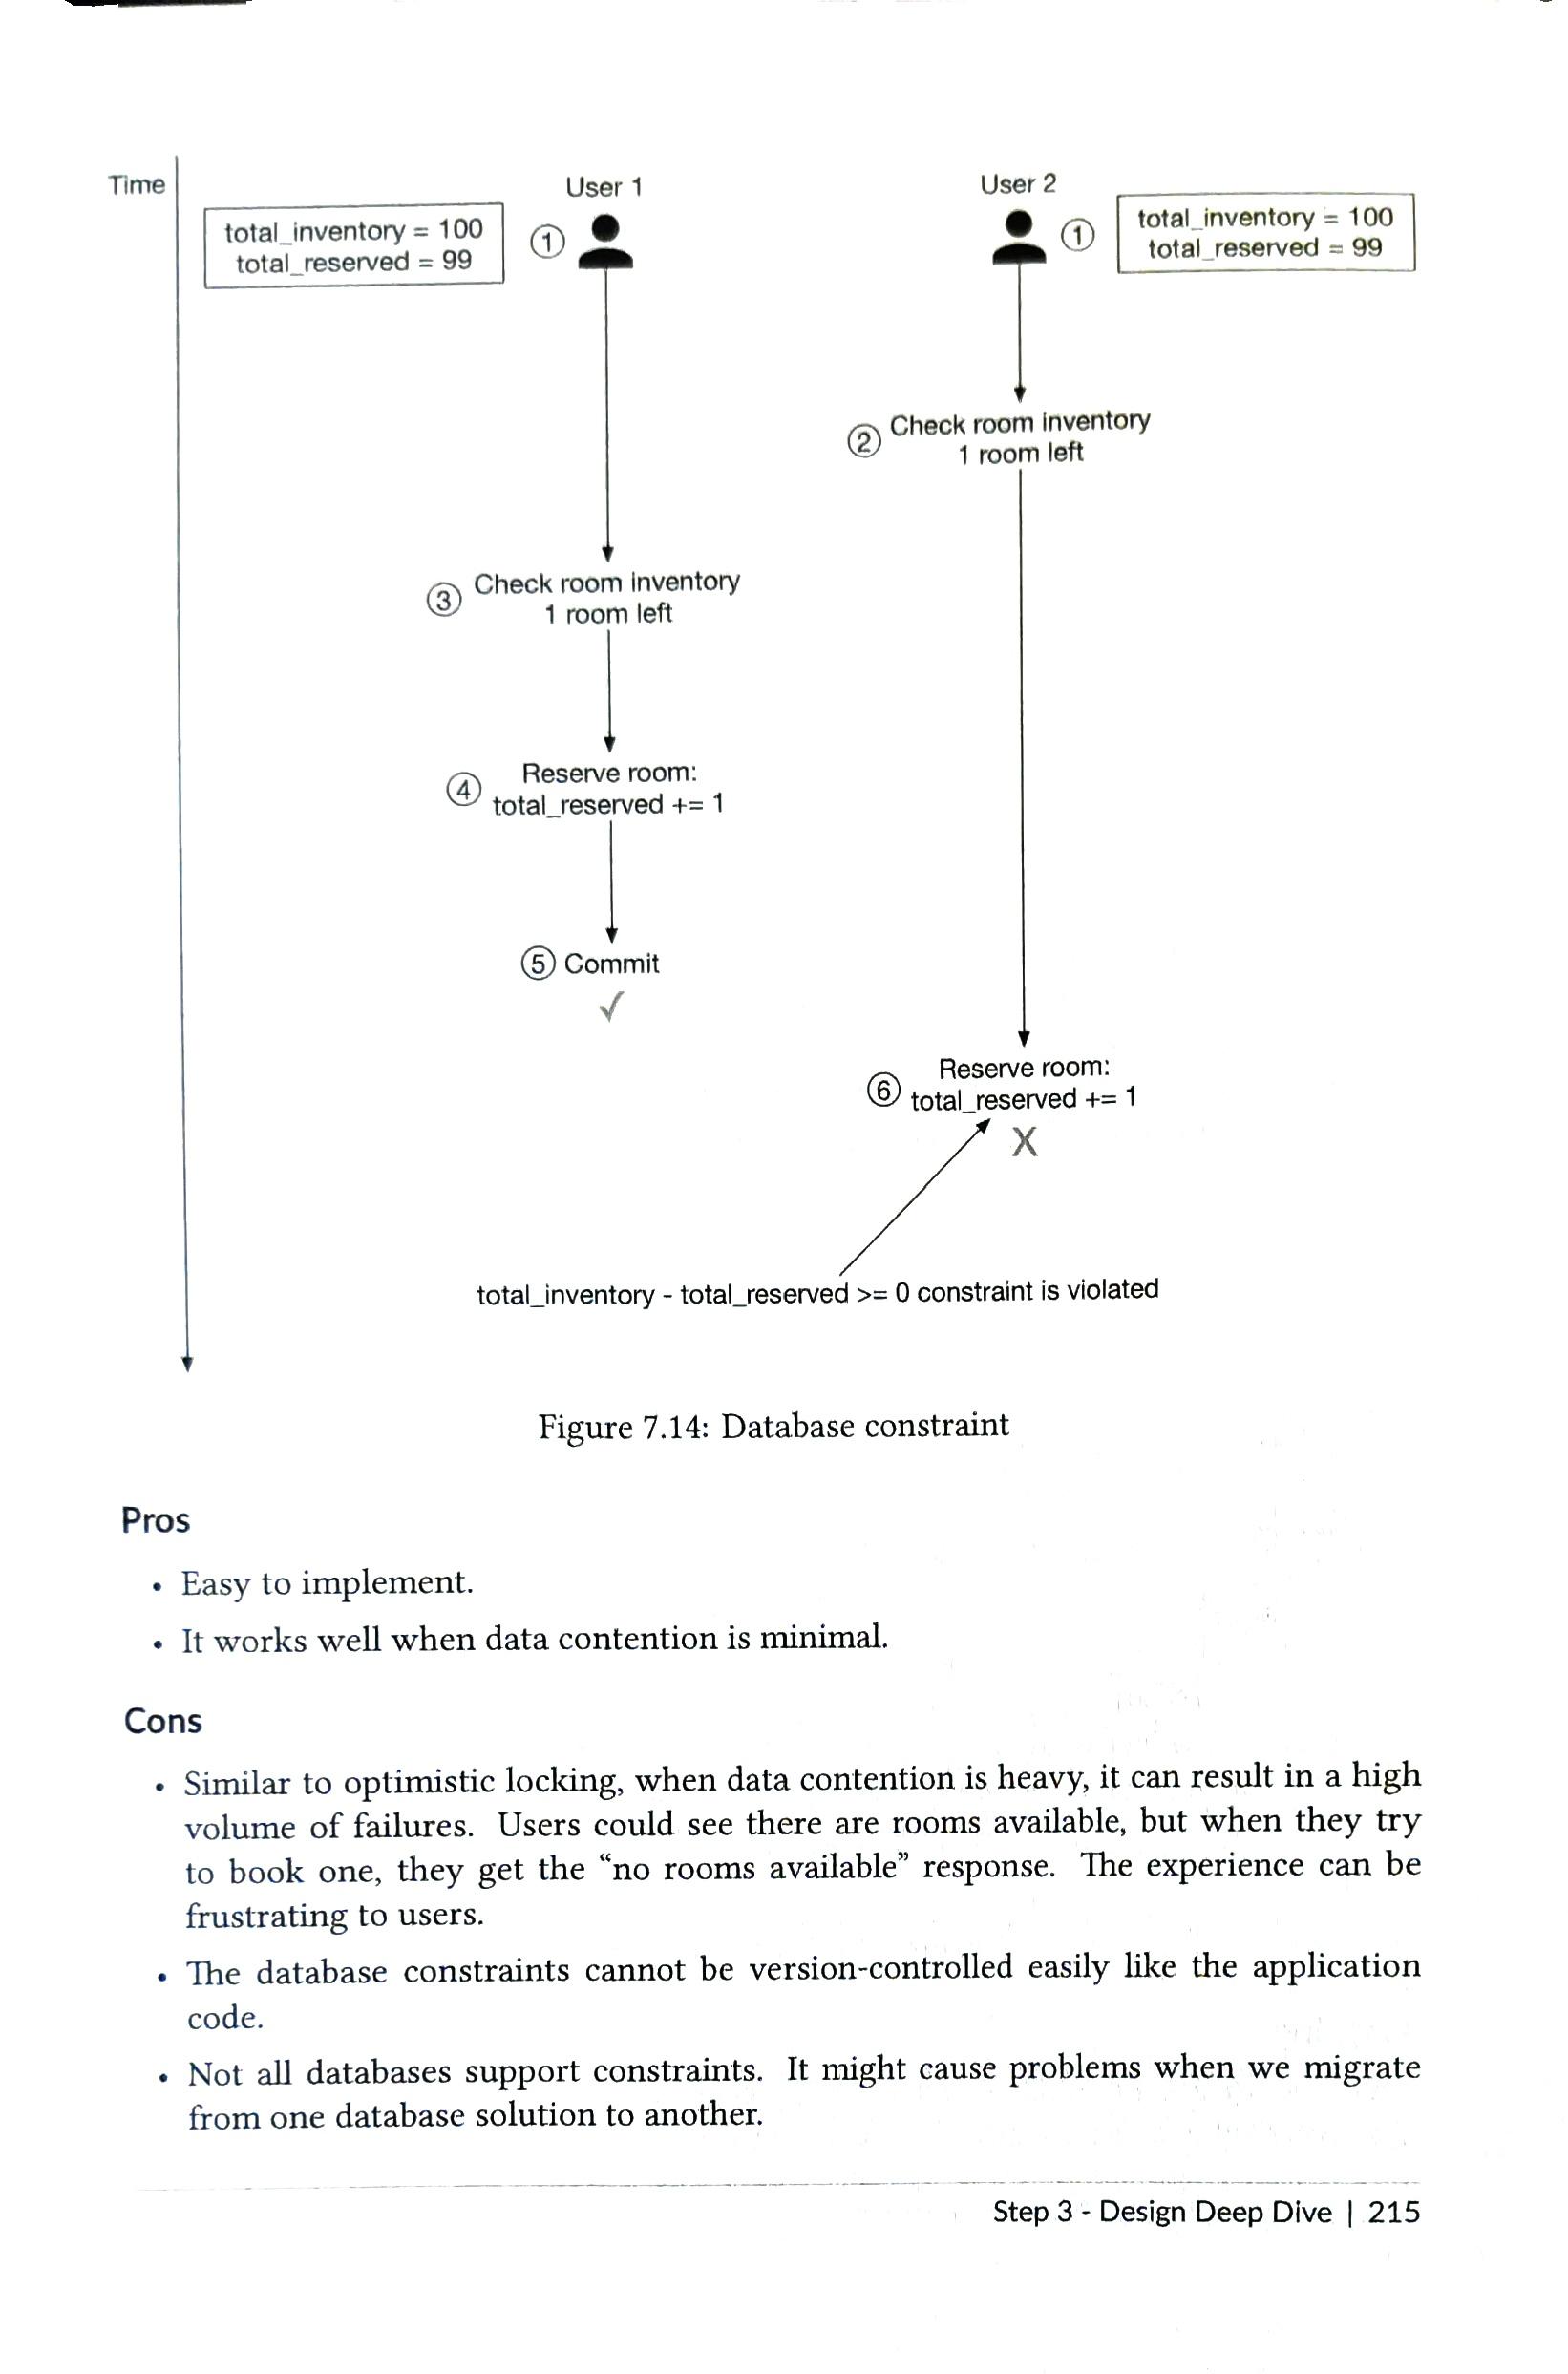 Time
User 1
User 2
total_inventory = 100
total_reserved = 99
①
①
total_inventory = 100
total_reserved = 99
② Check room inventory
1 room left
③ Check room inventory
1 room left
④ Reserve room:
total_reserved += 1
⑤ Commit
✓
⑥ Reserve room:
total_reserved += 1
X
total_inventory - total_reserved >= 0 constraint is violated
Figure 7.14: Database constraint
Pros
• Easy to implement.
• It works well when data contention is minimal.
Cons
• Similar to optimistic locking, when data contention is heavy, it can result in a high
volume of failures. Users could see there are rooms available, but when they try
to book one, they get the “no rooms available” response. The experience can be
frustrating to users.
• The database constraints cannot be version-controlled easily like the application
code.
• Not all databases support constraints. It might cause problems when we migrate
from one database solution to another.
Step 3 - Design Deep Dive | 215